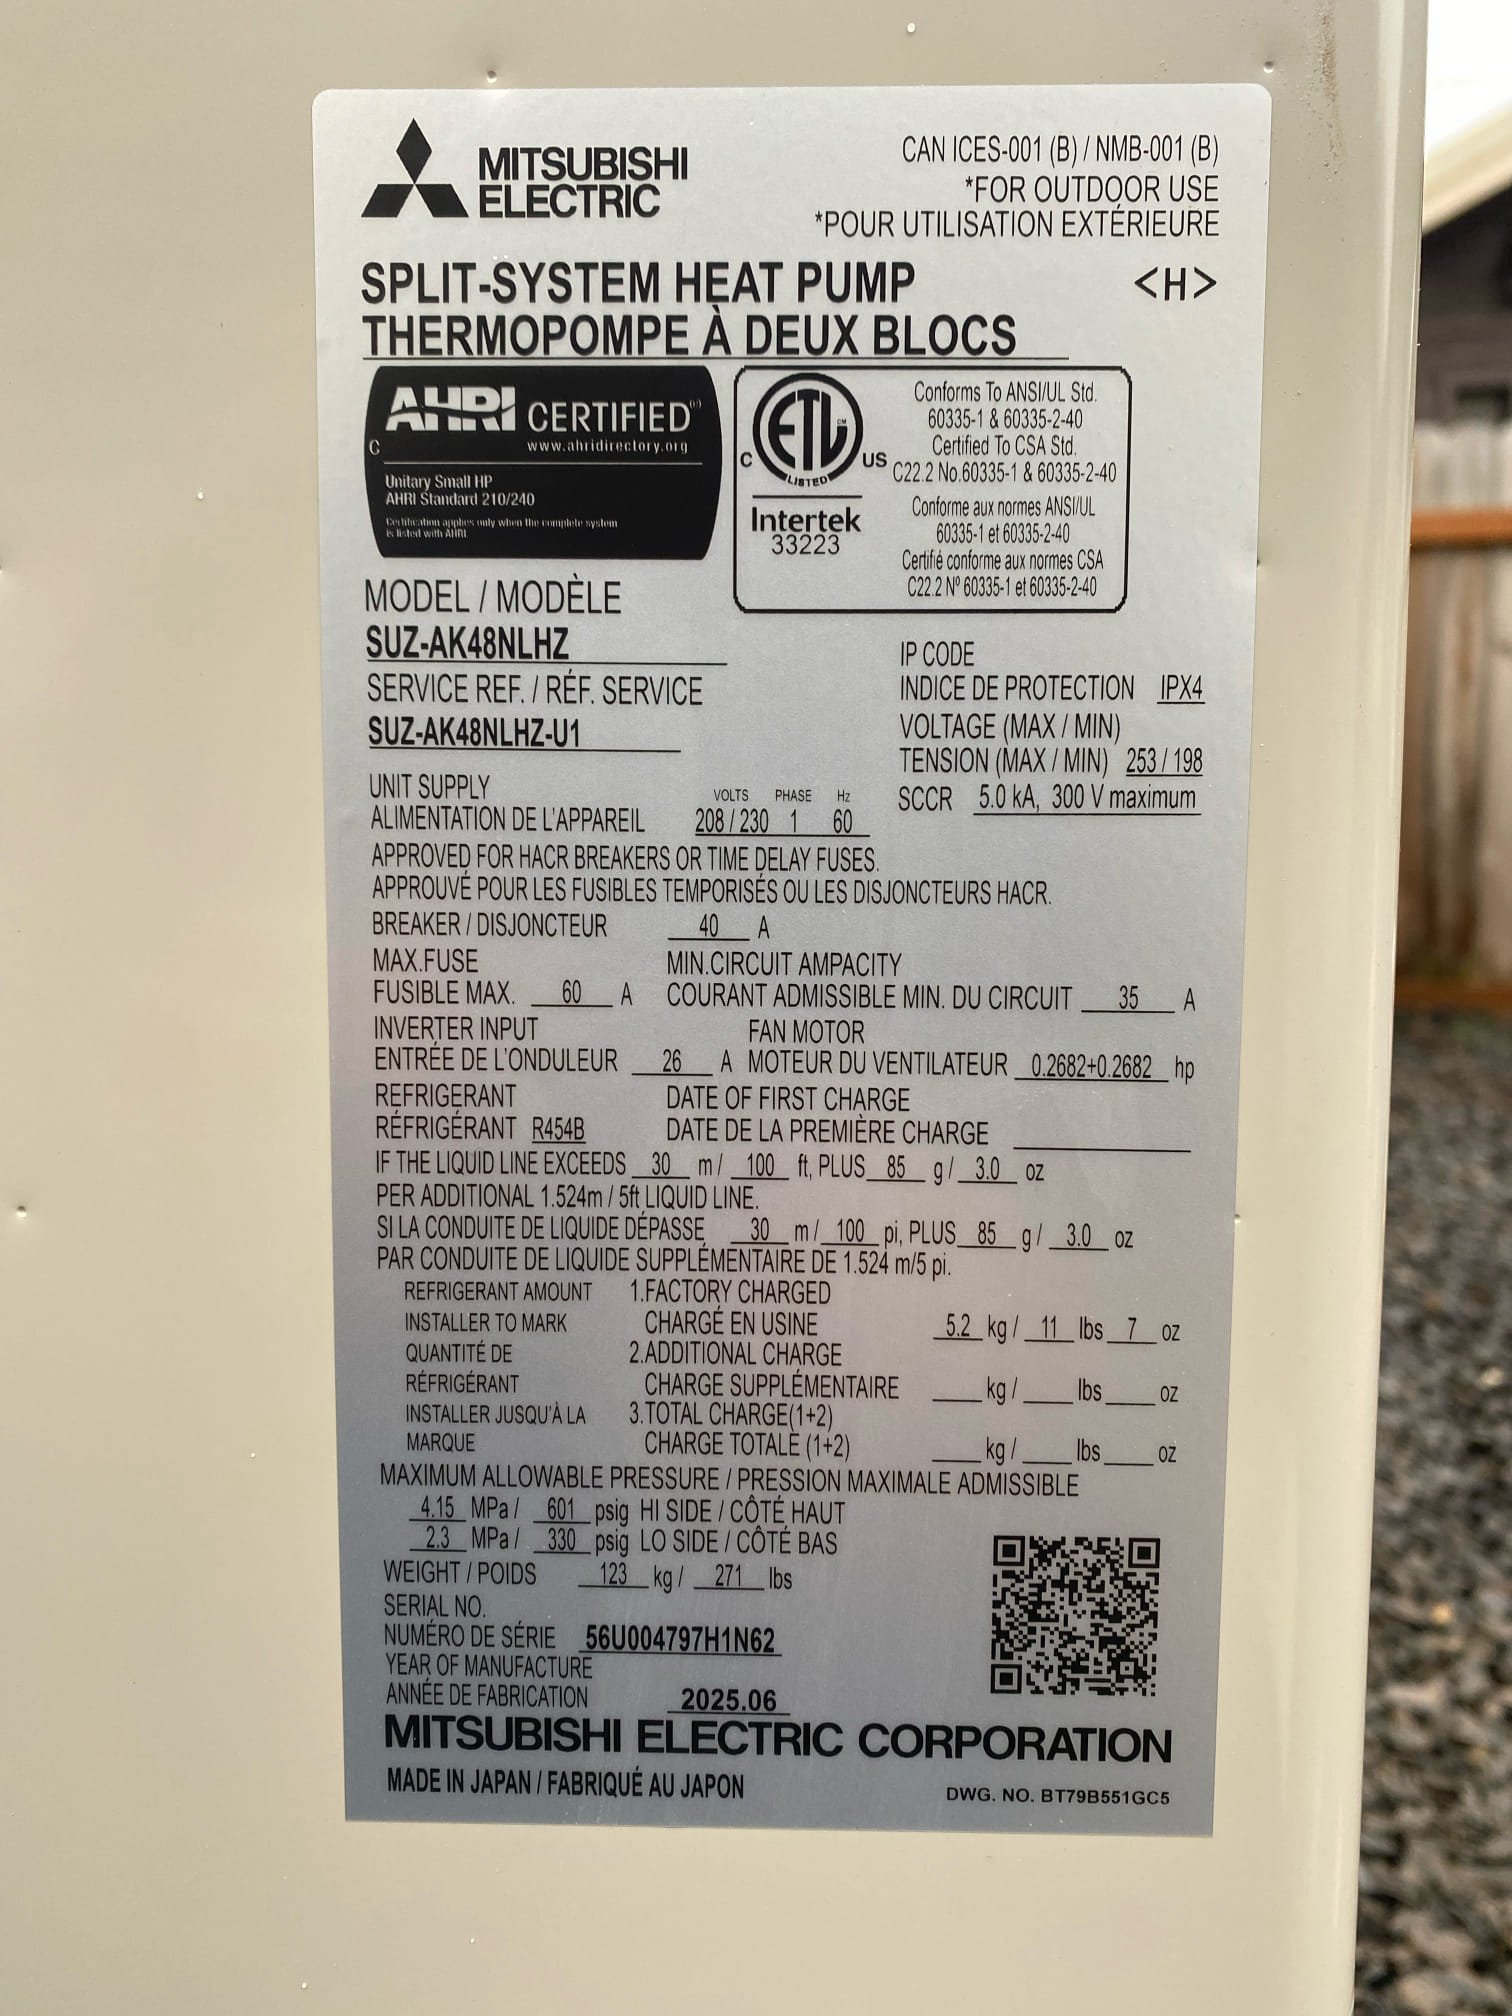 MITSUBISHI
ELECTRIC
CAN ICES-001 (B) / NMB-001 (B)
*FOR OUTDOOR USE
*POUR UTILISATION EXTÉRIEURE
SPLIT-SYSTEM HEAT PUMP <H>
THERMOPOMPE À DEUX BLOCS
AHRI CERTIFIED
www.ahridirectory.org
C
Unitary Small HP
AHRI Standard 210/240
Certification applies only when the complete system
is listed with AHRI.
C ETL CM US
LISTED
Intertek
33223
Conforms To ANSI/UL Std.
60335-1 & 60335-2-40
Certified To CSA Std.
C22.2 No.60335-1 & 60335-2-40
Conforme aux normes ANSI/UL
60335-1 et 60335-2-40
Certifié conforme aux normes CSA
C22.2 Nº 60335-1 et 60335-2-40
MODEL / MODÈLE
SUZ-AK48NLHZ
SERVICE REF. / RÉF. SERVICE
SUZ-AK48NLHZ-U1
IP CODE
INDICE DE PROTECTION IPX4
VOLTAGE (MAX / MIN)
TENSION (MAX / MIN) 253 / 198
SCCR 5.0 kA, 300 V maximum
UNIT SUPPLY VOLTS PHASE Hz
ALIMENTATION DE L'APPAREIL 208 / 230 1 60
APPROVED FOR HACR BREAKERS OR TIME DELAY FUSES.
APPROUVÉ POUR LES FUSIBLES TEMPORISÉS OU LES DISJONCTEURS HACR.
BREAKER / DISJONCTEUR 40 A
MAX.FUSE MIN.CIRCUIT AMPACITY
FUSIBLE MAX. 60 A COURANT ADMISSIBLE MIN. DU CIRCUIT 35 A
INVERTER INPUT FAN MOTOR
ENTRÉE DE L'ONDULEUR 26 A MOTEUR DU VENTILATEUR 0.2682+0.2682 hp
REFRIGERANT DATE OF FIRST CHARGE
RÉFRIGÉRANT R454B DATE DE LA PREMIÈRE CHARGE
IF THE LIQUID LINE EXCEEDS 30 m / 100 ft, PLUS 85 g / 3.0 oz
PER ADDITIONAL 1.524m / 5ft LIQUID LINE.
SI LA CONDUITE DE LIQUIDE DÉPASSE 30 m / 100 pi, PLUS 85 g / 3.0 oz
PAR CONDUITE DE LIQUIDE SUPPLÉMENTAIRE DE 1.524 m/5 pi.
REFRIGERANT AMOUNT 1.FACTORY CHARGED
INSTALLER TO MARK CHARGÉ EN USINE 5.2 kg / 11 lbs 7 oz
QUANTITÉ DE 2.ADDITIONAL CHARGE
RÉFRIGÉRANT CHARGE SUPPLÉMENTAIRE kg / lbs oz
INSTALLER JUSQU'À LA 3.TOTAL CHARGE(1+2)
MARQUE CHARGE TOTALE (1+2) kg / lbs oz
MAXIMUM ALLOWABLE PRESSURE / PRESSION MAXIMALE ADMISSIBLE
4.15 MPa / 601 psig HI SIDE / CÔTÉ HAUT
2.3 MPa / 330 psig LO SIDE / CÔTÉ BAS
WEIGHT / POIDS 123 kg / 271 lbs
SERIAL NO.
NUMÉRO DE SÉRIE 56U004797H1N62
YEAR OF MANUFACTURE
ANNÉE DE FABRICATION 2025.06
MITSUBISHI ELECTRIC CORPORATION
MADE IN JAPAN / FABRIQUÉ AU JAPON
DWG. NO. BT79B551GC5